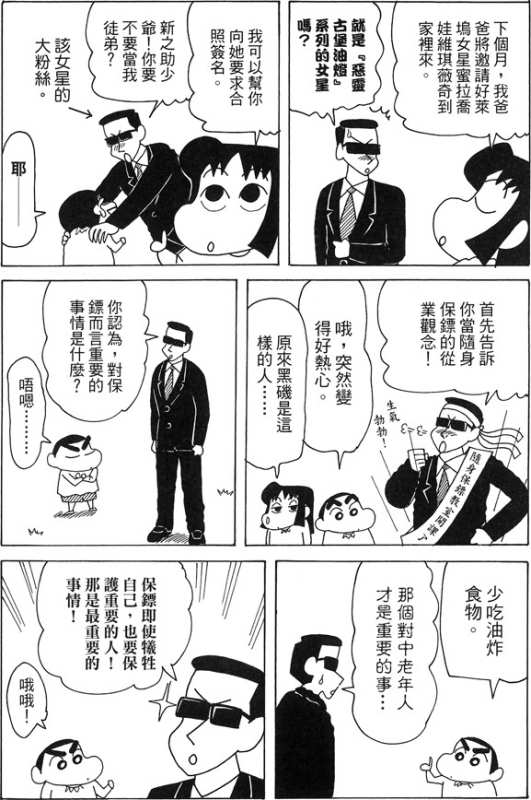 下個月，我爸
爸將邀請好萊
塢女星蜜拉喬
娃維琪薇奇到
家裡來。
就是『惡靈
古堡油燈』
系列的女星
嗎？
我可以幫你
向她要求合
照簽名。
新之助少
爺！你要
不要當我
徒弟？
該女星的
大粉絲。
耶──
首先告訴
你當隨身
保鏢的從
業觀念！
生氣
勃勃！
隨身保鏢教室開課了
哦，突然變
得好熱心。
原來黑磯是這
樣的人……
你認為，對保
鏢而言重要的
事情是什麼？
唔嗯………
少吃油炸
食物。
那個對中老年人
才是重要的事…
保鏢即使犧牲
自己，也要保
護重要的人！
那是最重要的
事情！
哦哦！